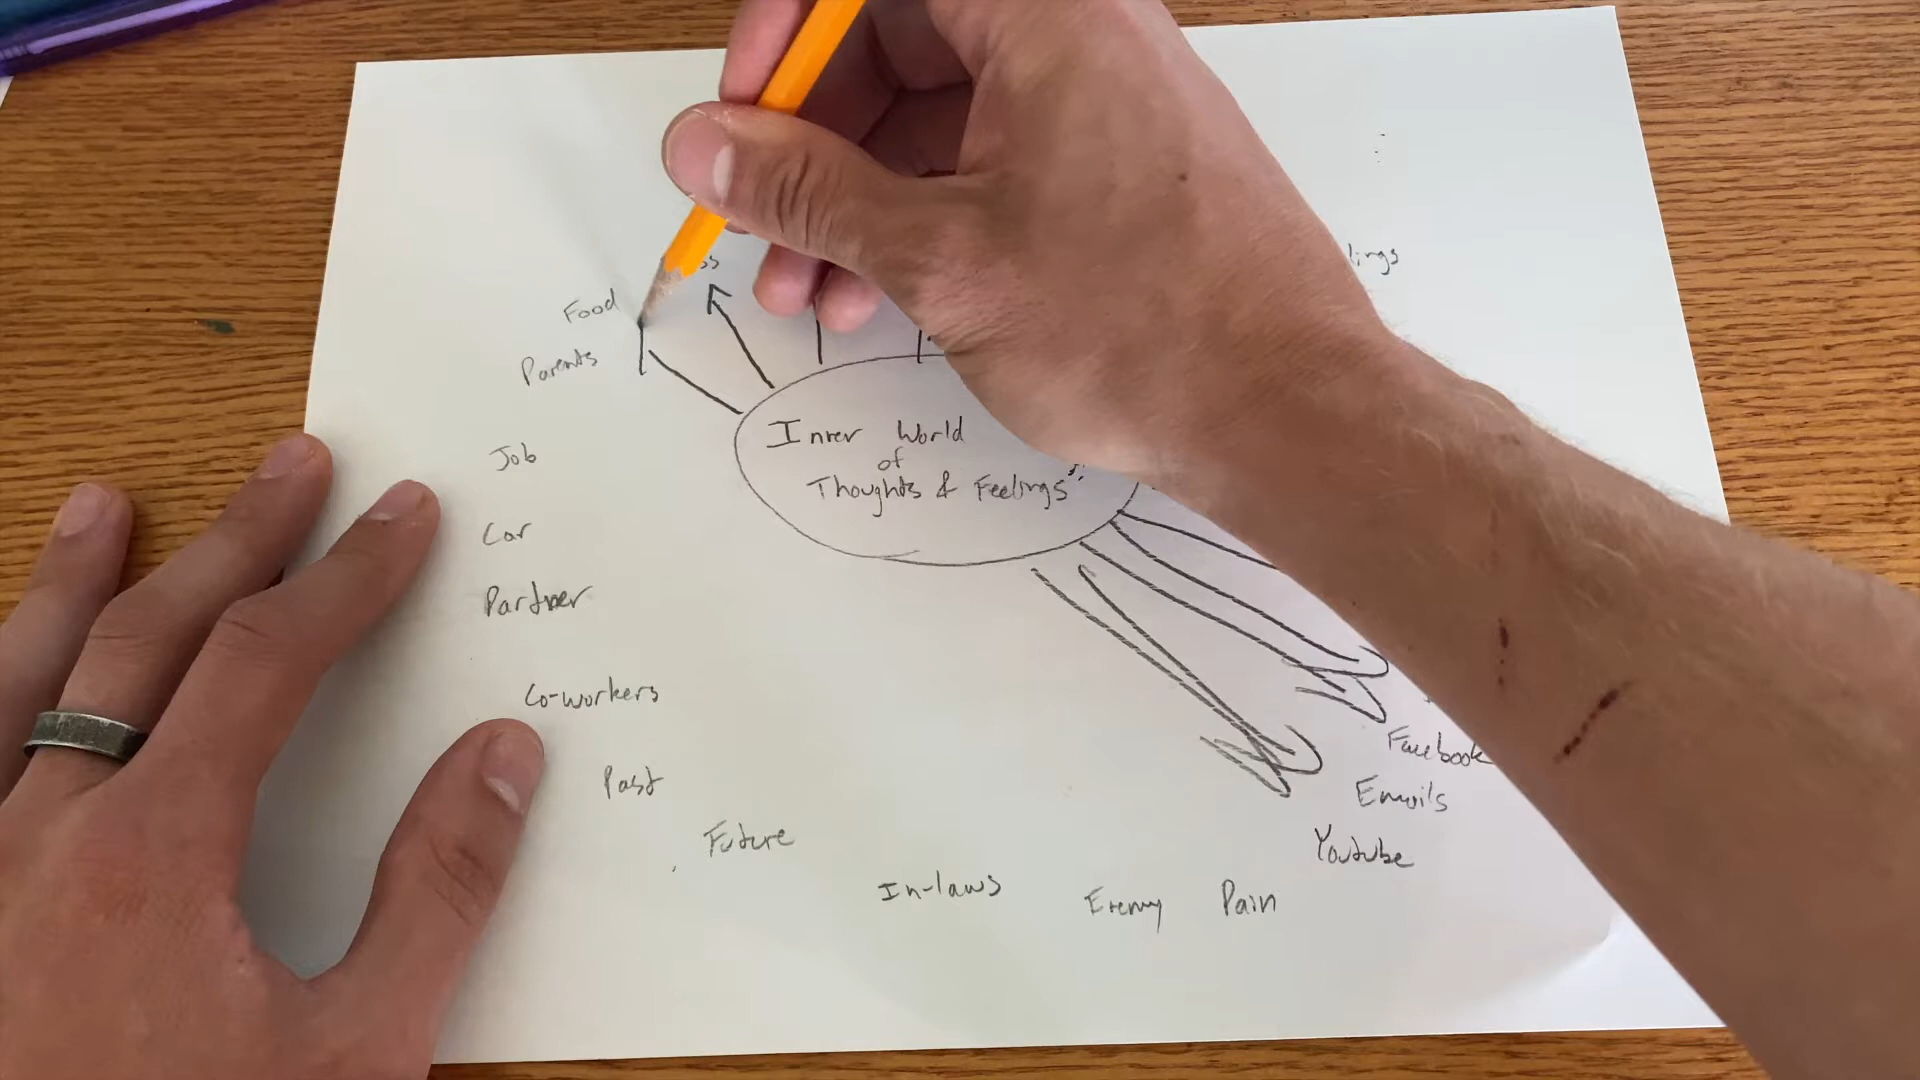 Food
Parents
Inner World
of
Thoughts & Feelings
Job
Car
Partner
Co-workers
Past
Future
In-laws
Enemy
Pain
Facebook
Emails
Youtube